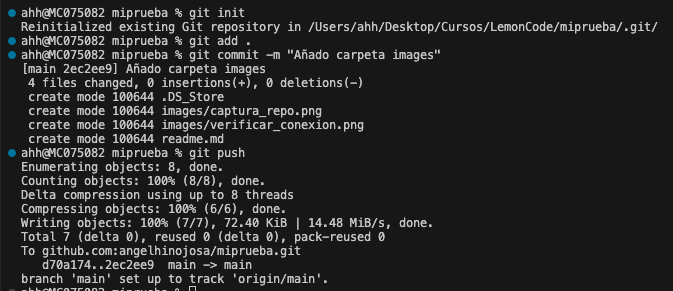 ahh@MC075082 miprueba % git init
Reinitialized existing Git repository in /Users/ahh/Desktop/Cursos/LemonCode/miprueba/.git/
ahh@MC075082 miprueba % git add .
ahh@MC075082 miprueba % git commit -m "Añado carpeta images"
[main 2ec2ee9] Añado carpeta images
4 files changed, 0 insertions(+), 0 deletions(-)
create mode 100644 .DS_Store
create mode 100644 images/captura_repo.png
create mode 100644 images/verificar_conexion.png
create mode 100644 readme.md
ahh@MC075082 miprueba % git push
Enumerating objects: 8, done.
Counting objects: 100% (8/8), done.
Delta compression using up to 8 threads
Compressing objects: 100% (6/6), done.
Writing objects: 100% (7/7), 72.40 KiB | 14.48 MiB/s, done.
Total 7 (delta 0), reused 0 (delta 0), pack-reused 0
To github.com:angelhinojosa/miprueba.git
d70a174..2ec2ee9  main -> main
branch 'main' set up to track 'origin/main'.
ahh@MC075082 miprueba %